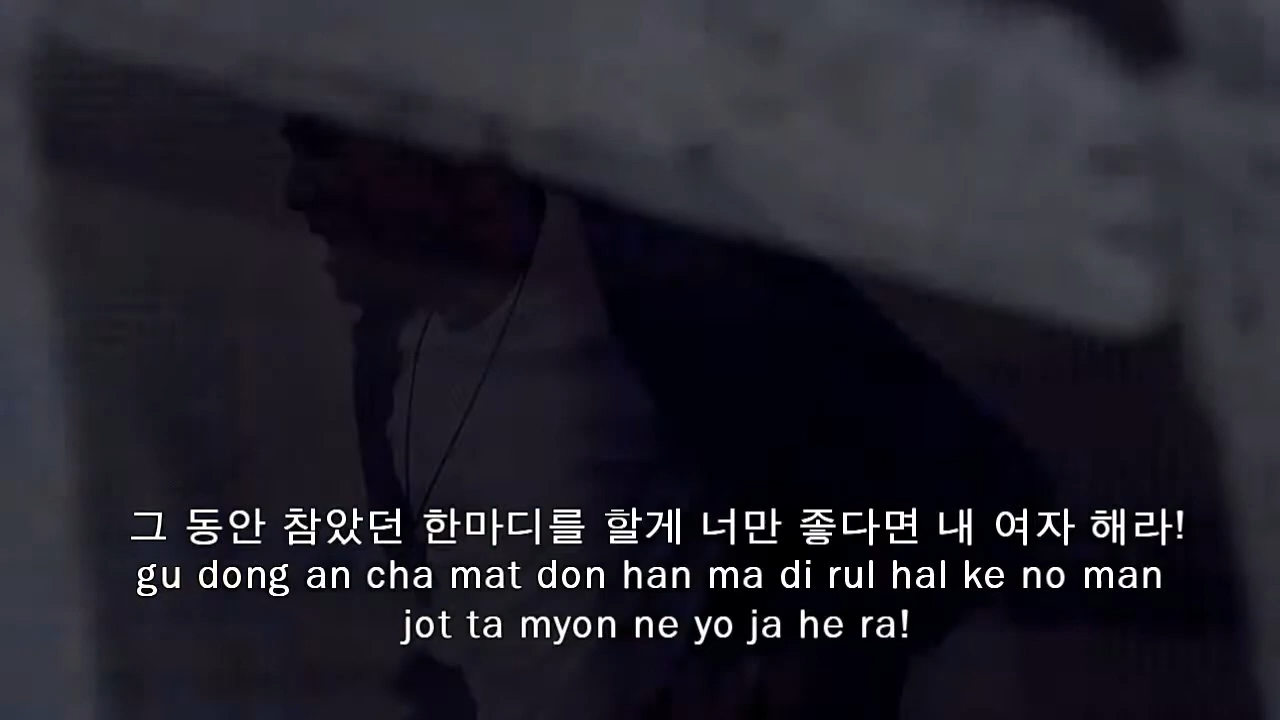 그 동안 참았던 한마디를 할게 너만 좋다면 내 여자 해라!
gu dong an cha mat don han ma di rul hal ke no man
jot ta myon ne yo ja he ra!